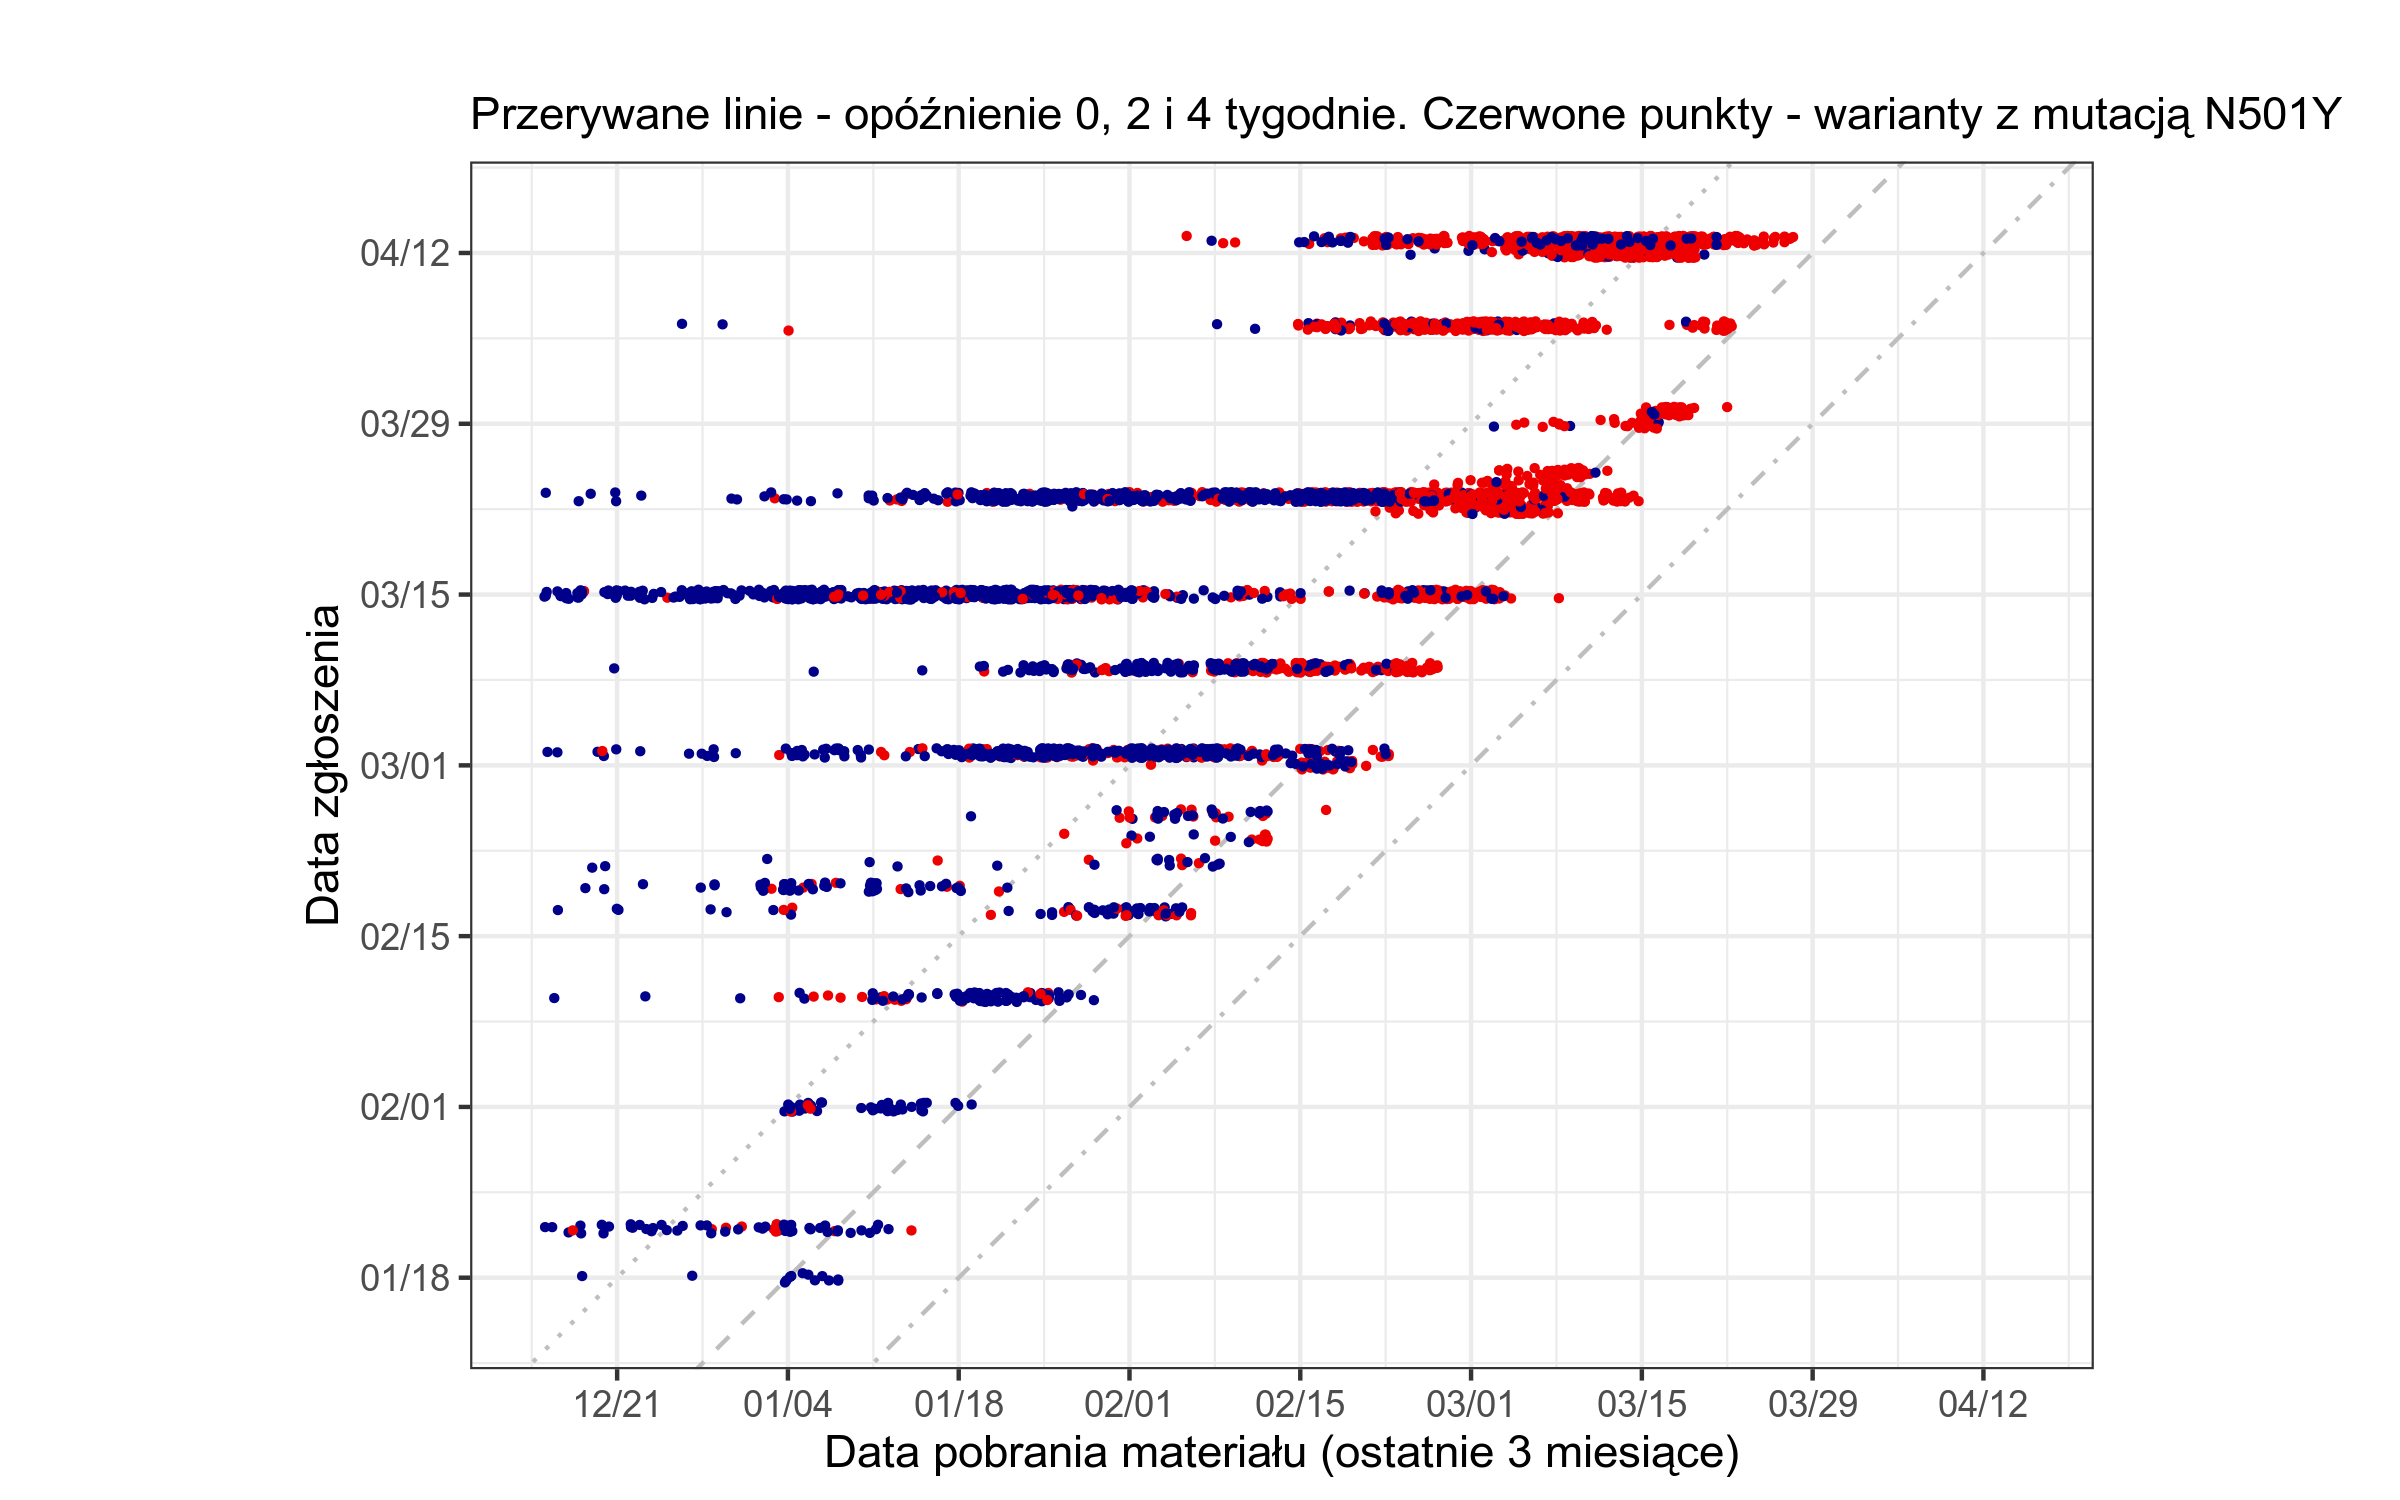 Przerywane linie - opóźnienie 0, 2 i 4 tygodnie. Czerwone punkty - warianty z mutacją N501Y
Data zgłoszenia
04/12
03/29
03/15
03/01
02/15
02/01
01/18
12/21 01/04 01/18 02/01 02/15 03/01 03/15 03/29 04/12
Data pobrania materiału (ostatnie 3 miesiące)